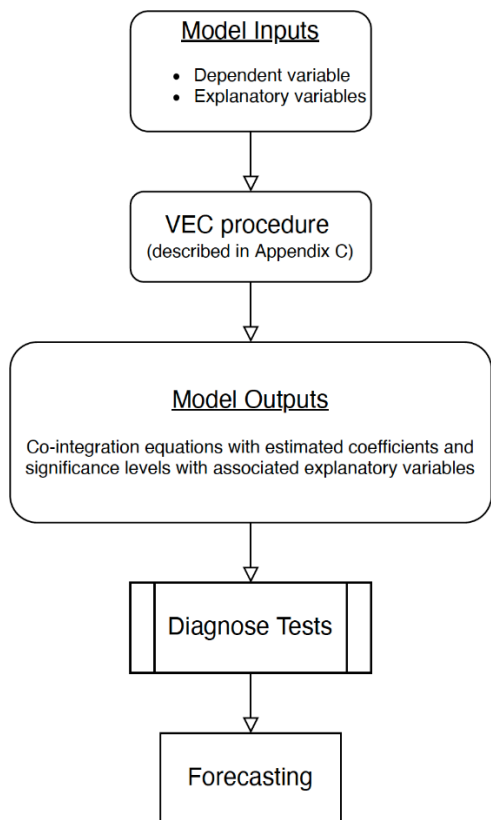 Model Inputs
• Dependent variable
• Explanatory variables
VEC procedure
(described in Appendix C)
Model Outputs
Co-integration equations with estimated coefficients and
significance levels with associated explanatory variables
Diagnose Tests
Forecasting